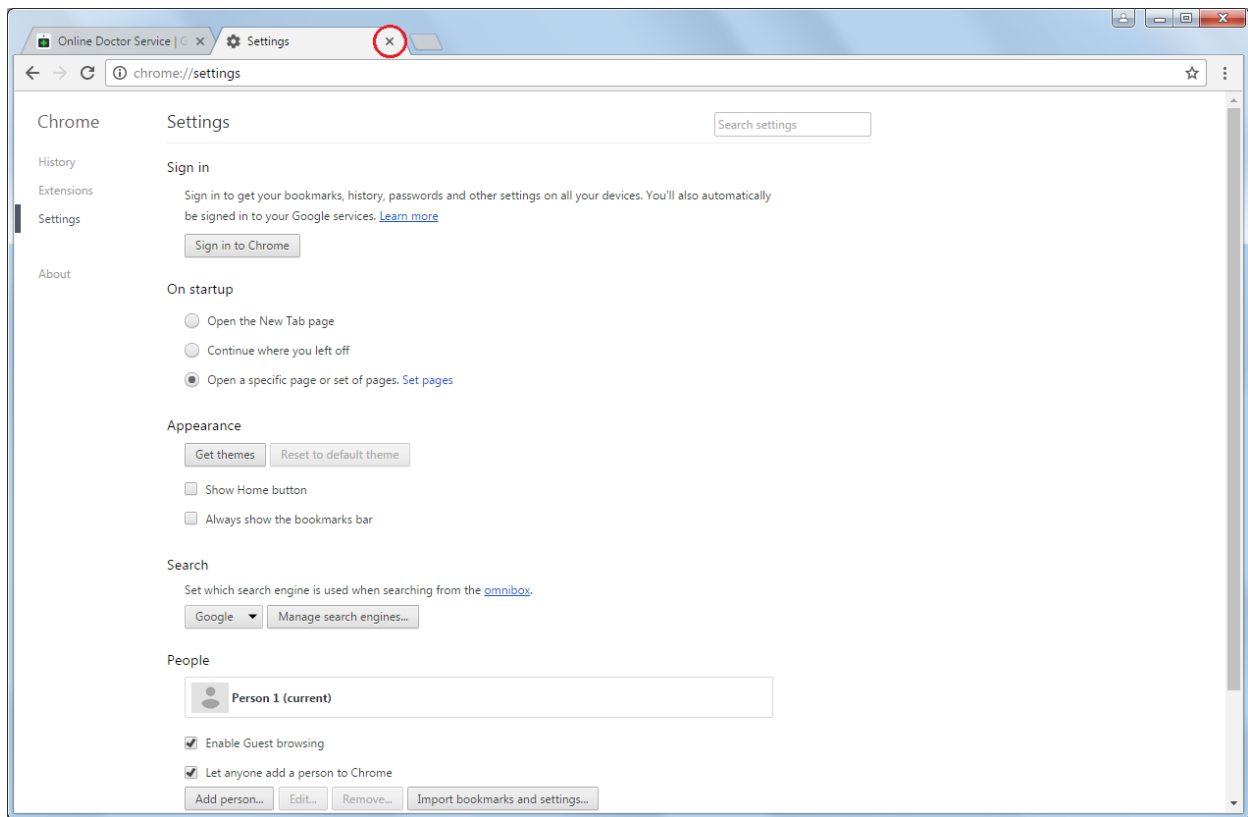 Online Doctor Service | G
Settings
chrome://settings
Chrome
Settings
Search settings
History
Extensions
Settings
About
Sign in
Sign in to get your bookmarks, history, passwords and other settings on all your devices. You'll also automatically
be signed in to your Google services. Learn more
Sign in to Chrome
On startup
Open the New Tab page
Continue where you left off
Open a specific page or set of pages. Set pages
Appearance
Get themes Reset to default theme
Show Home button
Always show the bookmarks bar
Search
Set which search engine is used when searching from the omnibox.
Google Manage search engines...
People
Person 1 (current)
Enable Guest browsing
Let anyone add a person to Chrome
Add person... Edit... Remove... Import bookmarks and settings...